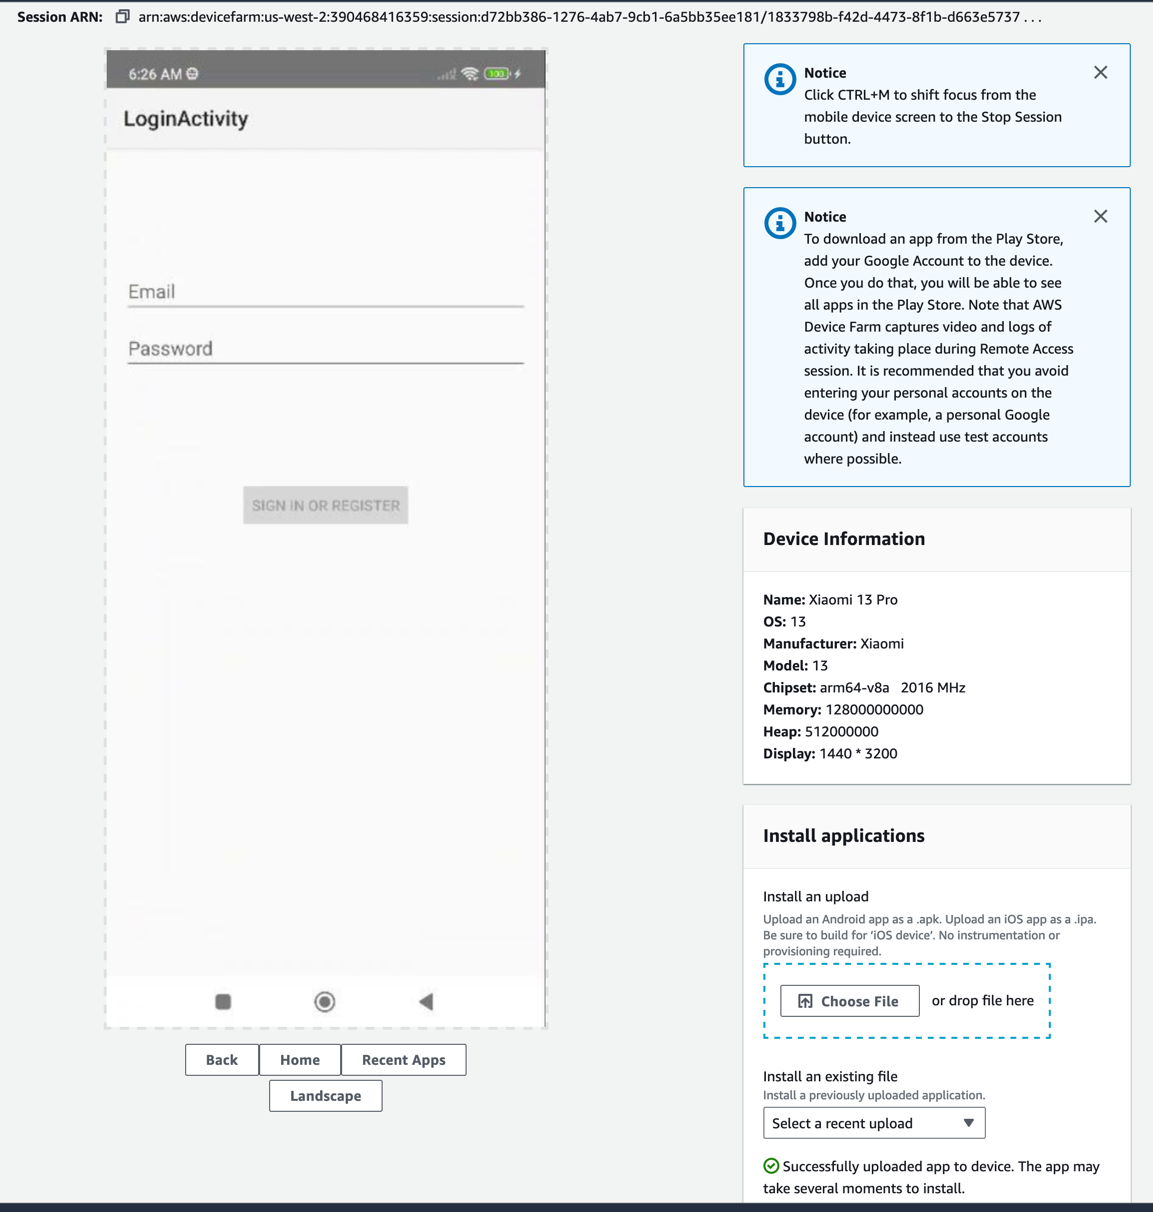 Session ARN: arn:aws:devicefarm:us-west-2:390468416359:session:d72bb386-1276-4ab7-9cb1-6a5bb35ee181/1833798b-f42d-4473-8f1b-d663e5737 . . .
6:26 AM
100
LoginActivity
Email
Password
SIGN IN OR REGISTER
Back
Home
Recent Apps
Landscape
Notice
Click CTRL+M to shift focus from the
mobile device screen to the Stop Session
button.
Notice
To download an app from the Play Store,
add your Google Account to the device.
Once you do that, you will be able to see
all apps in the Play Store. Note that AWS
Device Farm captures video and logs of
activity taking place during Remote Access
session. It is recommended that you avoid
entering your personal accounts on the
device (for example, a personal Google
account) and instead use test accounts
where possible.
Device Information
Name: Xiaomi 13 Pro
OS: 13
Manufacturer: Xiaomi
Model: 13
Chipset: arm64-v8a 2016 MHz
Memory: 128000000000
Heap: 512000000
Display: 1440 * 3200
Install applications
Install an upload
Upload an Android app as a .apk. Upload an iOS app as a .ipa.
Be sure to build for ‘iOS device’. No instrumentation or
provisioning required.
Choose File or drop file here
Install an existing file
Install a previously uploaded application.
Select a recent upload
Successfully uploaded app to device. The app may
take several moments to install.